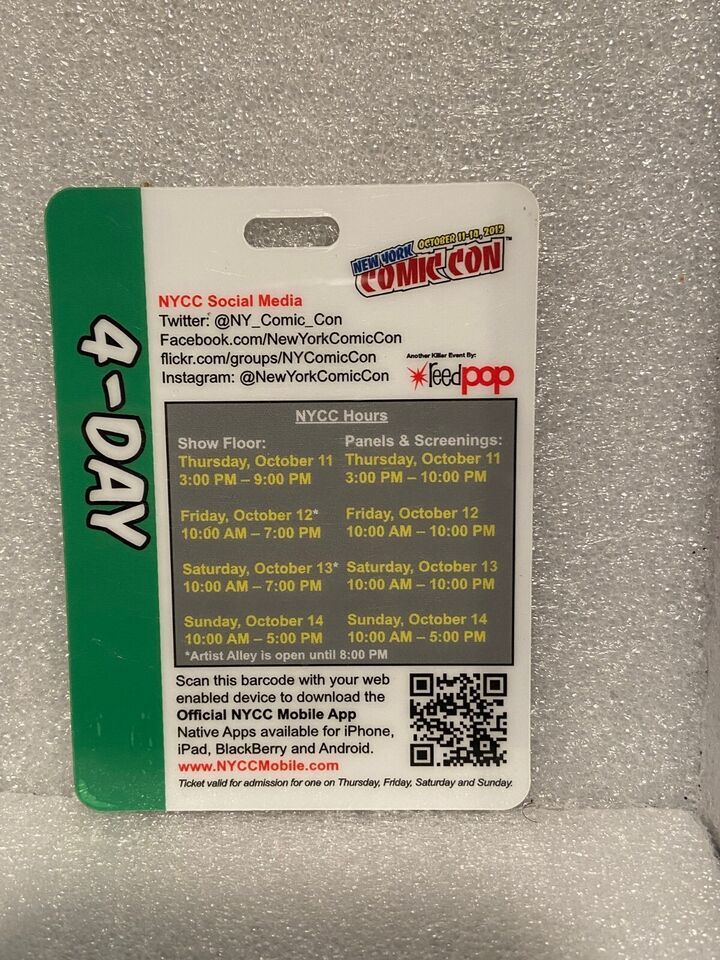 4-DAY
OCTOBER 11-14, 2012
NEW YORK
COMIC CON™
NYCC Social Media
Twitter: @NY_Comic_Con
Facebook.com/NewYorkComicCon
flickr.com/groups/NYComicCon
Instagram: @NewYorkComicCon
Another Killer Event By:
reedpop
NYCC Hours
Show Floor:
Thursday, October 11
3:00 PM – 9:00 PM
Friday, October 12*
10:00 AM – 7:00 PM
Saturday, October 13*
10:00 AM – 7:00 PM
Sunday, October 14
10:00 AM – 5:00 PM
*Artist Alley is open until 8:00 PM
Panels & Screenings:
Thursday, October 11
3:00 PM – 10:00 PM
Friday, October 12
10:00 AM – 10:00 PM
Saturday, October 13
10:00 AM – 10:00 PM
Sunday, October 14
10:00 AM – 5:00 PM
Scan this barcode with your web
enabled device to download the
Official NYCC Mobile App
Native Apps available for iPhone,
iPad, BlackBerry and Android.
www.NYCCMobile.com
Ticket valid for admission for one on Thursday, Friday, Saturday and Sunday.